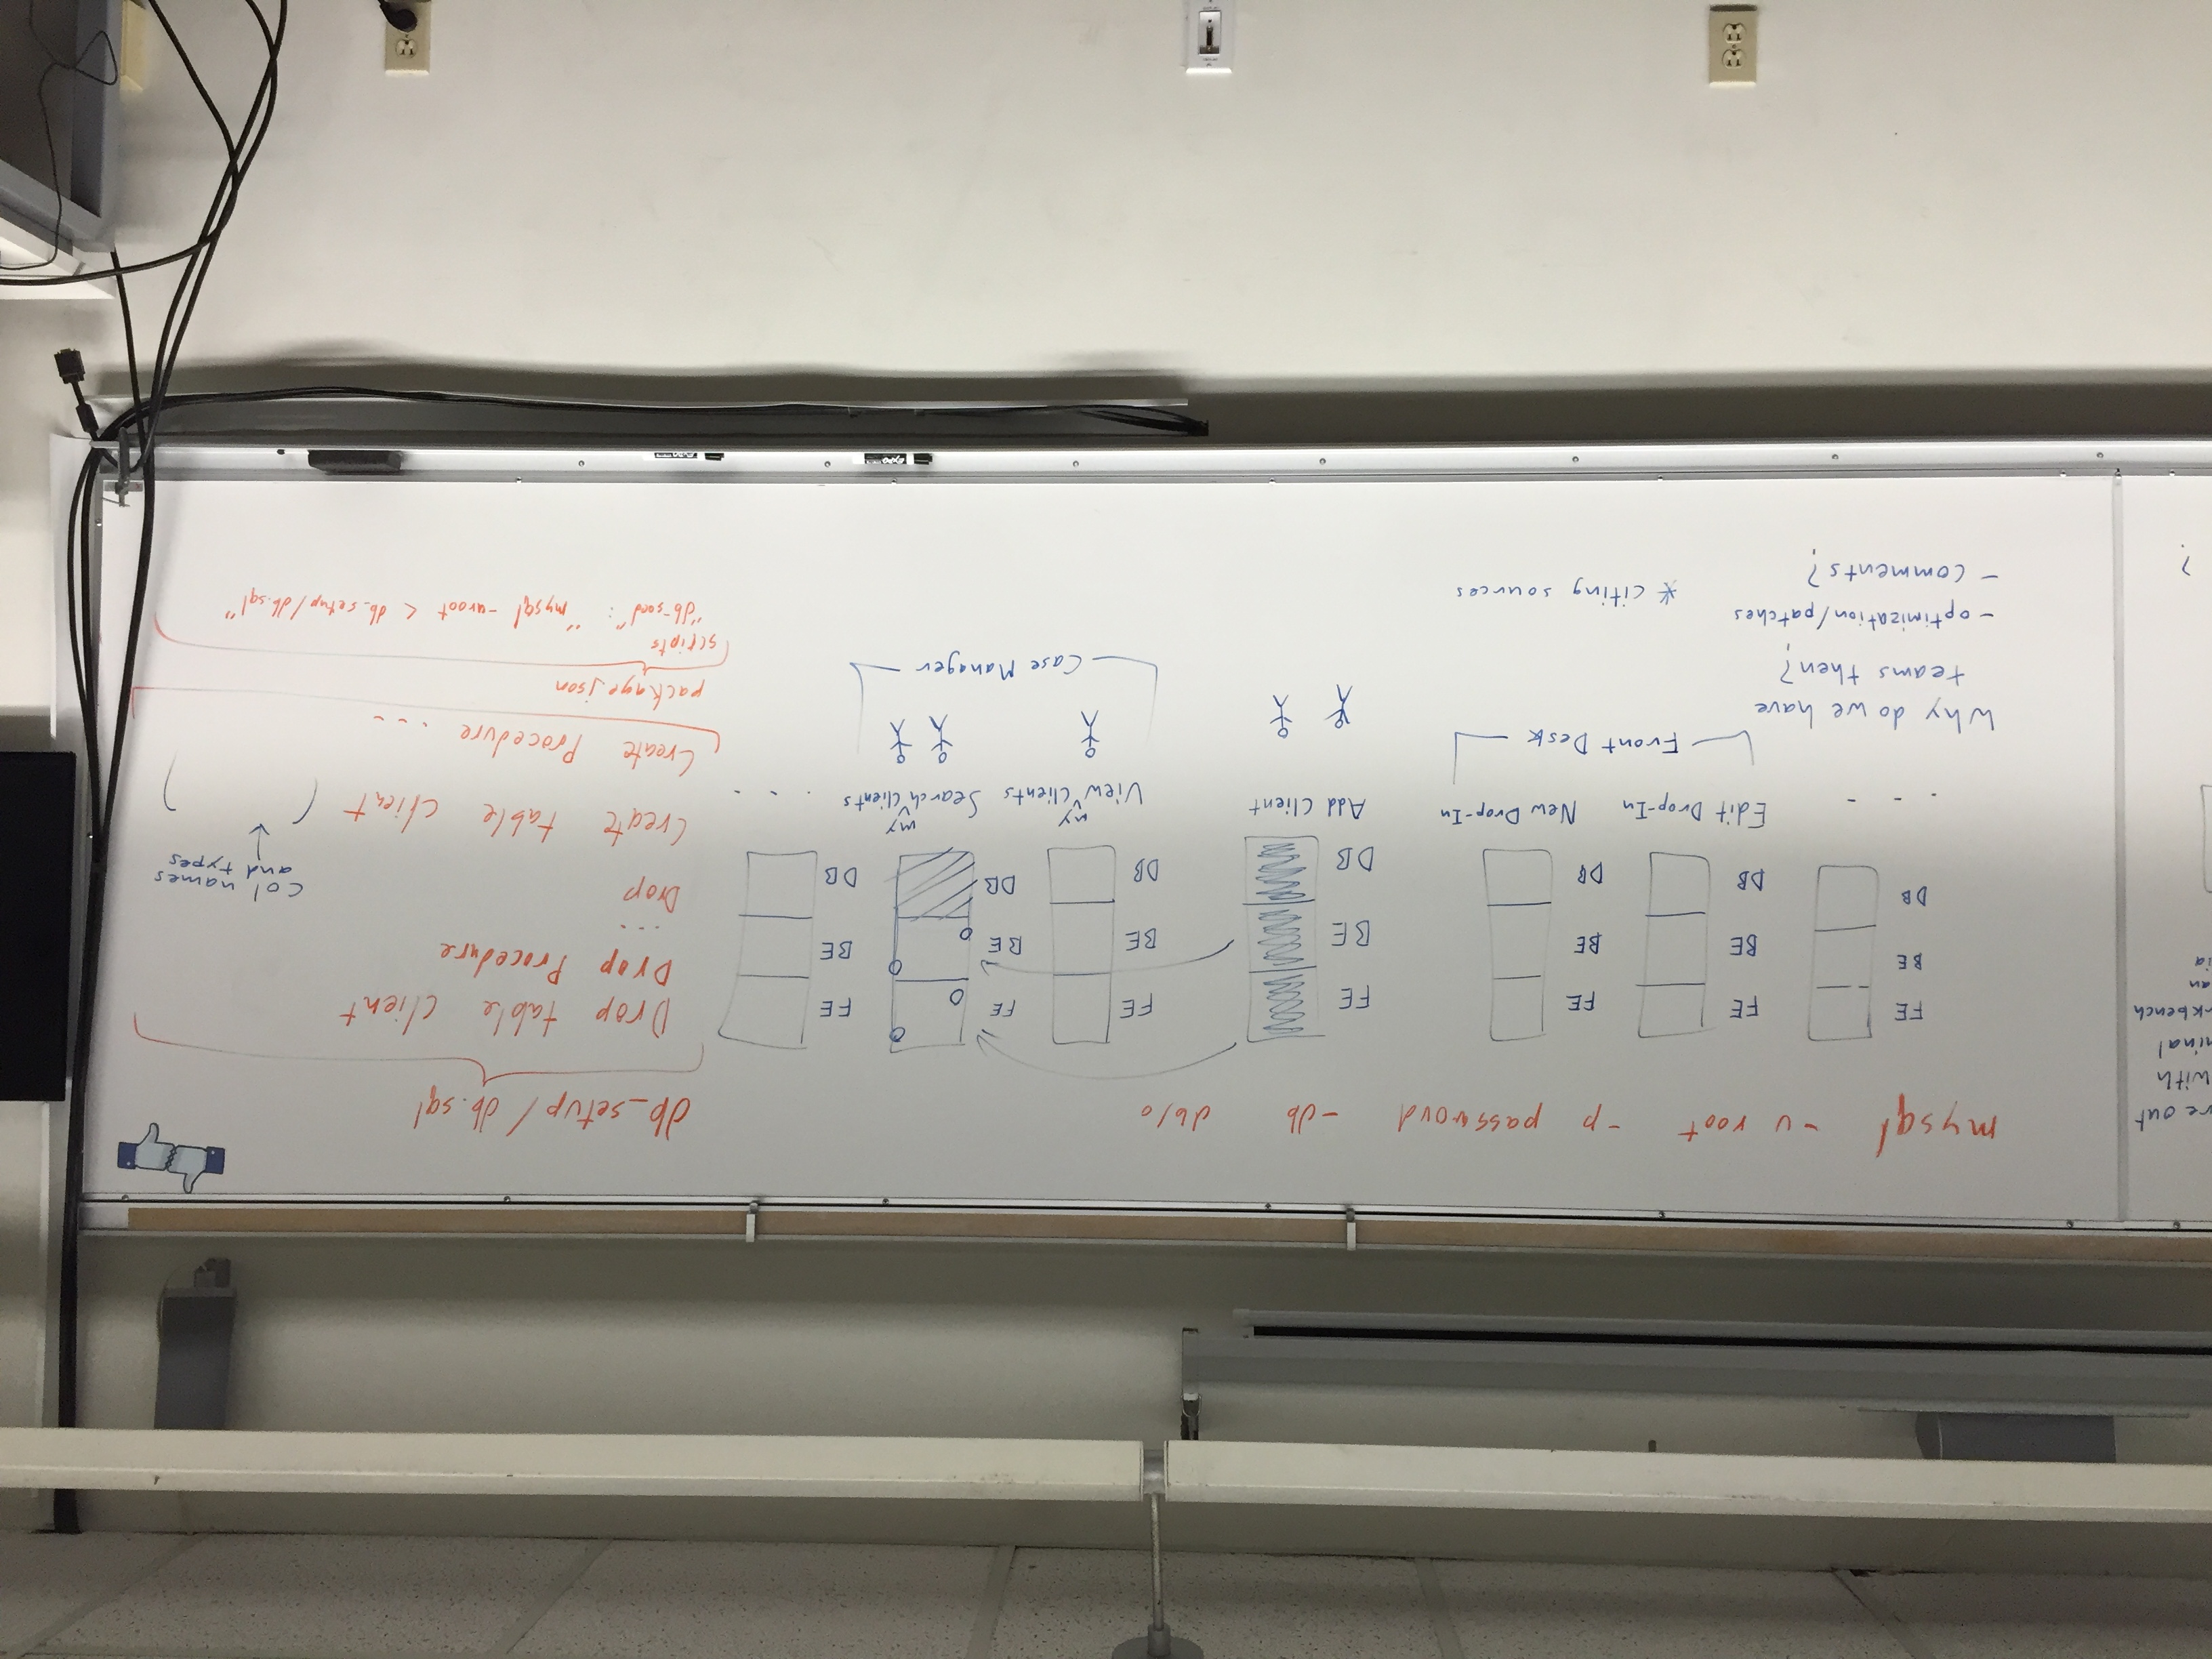 re out
with
minal
rkbench
an
ia
?
mysql -u root -p password -db db/o
FE FE FE FE FE FE FE
BE BE BE BE BE BE BE
DB DB DB DB DB DB DB
. . . Edit Drop-In New Drop-In Add Client View my Clients Search my Clients . . .
Front Desk
Case Manager
Why do we have
teams then?
- optimization/patches
- comments?
* citing sources
db_setup/db.sql
Drop table client
Drop Procedure
...
Drop
col names
and types
Create table client ( )
Create Procedure ...
package.json
scripts
"db-seed": "mysql -uroot < db_setup/db.sql"